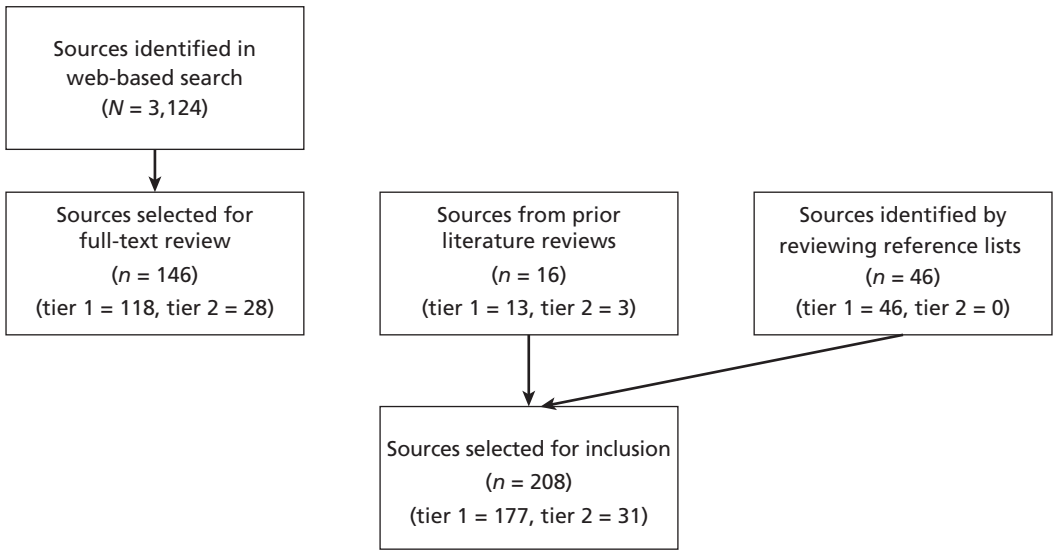 Sources identified in
web-based search
(N = 3,124)
Sources selected for
full-text review
(n = 146)
(tier 1 = 118, tier 2 = 28)
Sources from prior
literature reviews
(n = 16)
(tier 1 = 13, tier 2 = 3)
Sources identified by
reviewing reference lists
(n = 46)
(tier 1 = 46, tier 2 = 0)
Sources selected for inclusion
(n = 208)
(tier 1 = 177, tier 2 = 31)